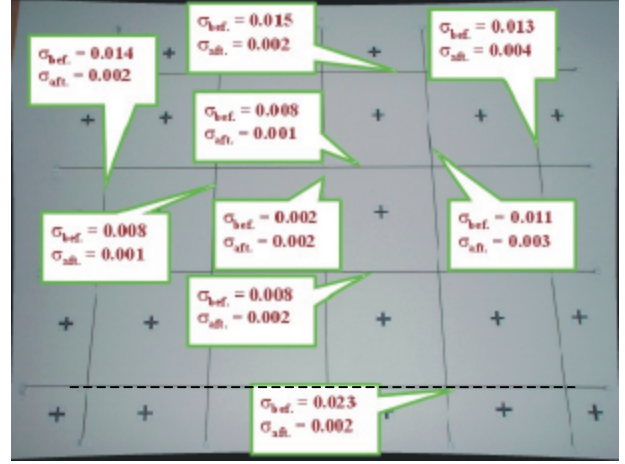 σbef. = 0.015
σaft. = 0.002
σbef. = 0.013
σaft. = 0.004
σbef. = 0.014
σaft. = 0.002
σbef. = 0.008
σaft. = 0.001
σbef. = 0.008
σaft. = 0.001
σbef. = 0.002
σaft. = 0.002
σbef. = 0.011
σaft. = 0.003
σbef. = 0.008
σaft. = 0.002
σbef. = 0.023
σaft. = 0.002